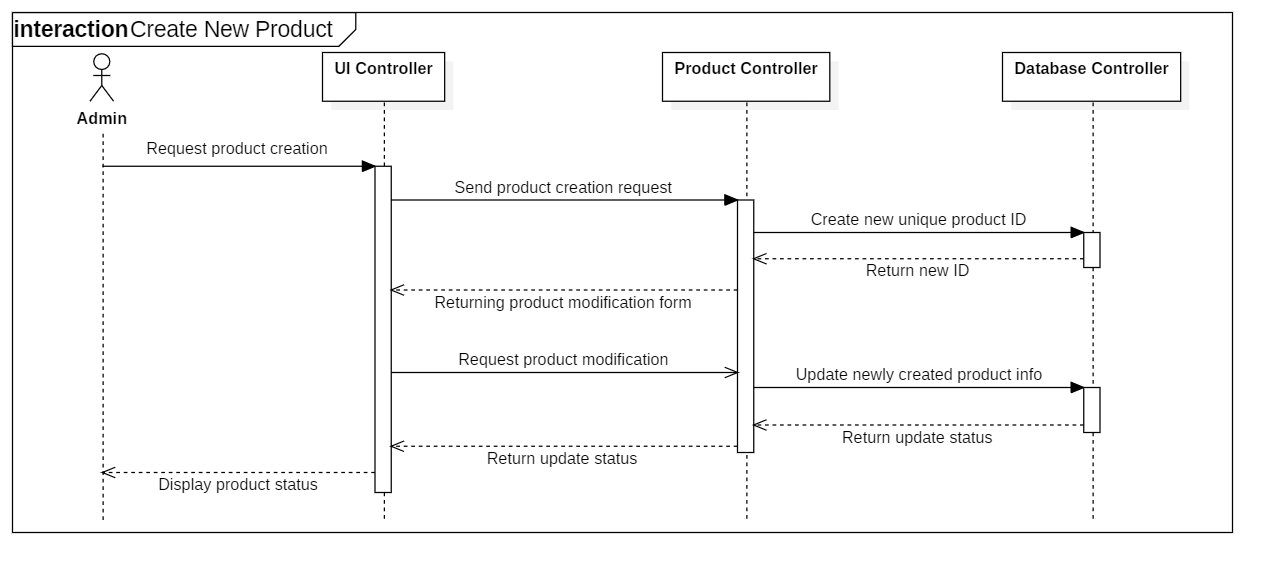 interaction Create New Product
Admin
UI Controller
Product Controller
Database Controller
Request product creation
Send product creation request
Create new unique product ID
Return new ID
Returning product modification form
Request product modification
Update newly created product info
Return update status
Return update status
Display product status